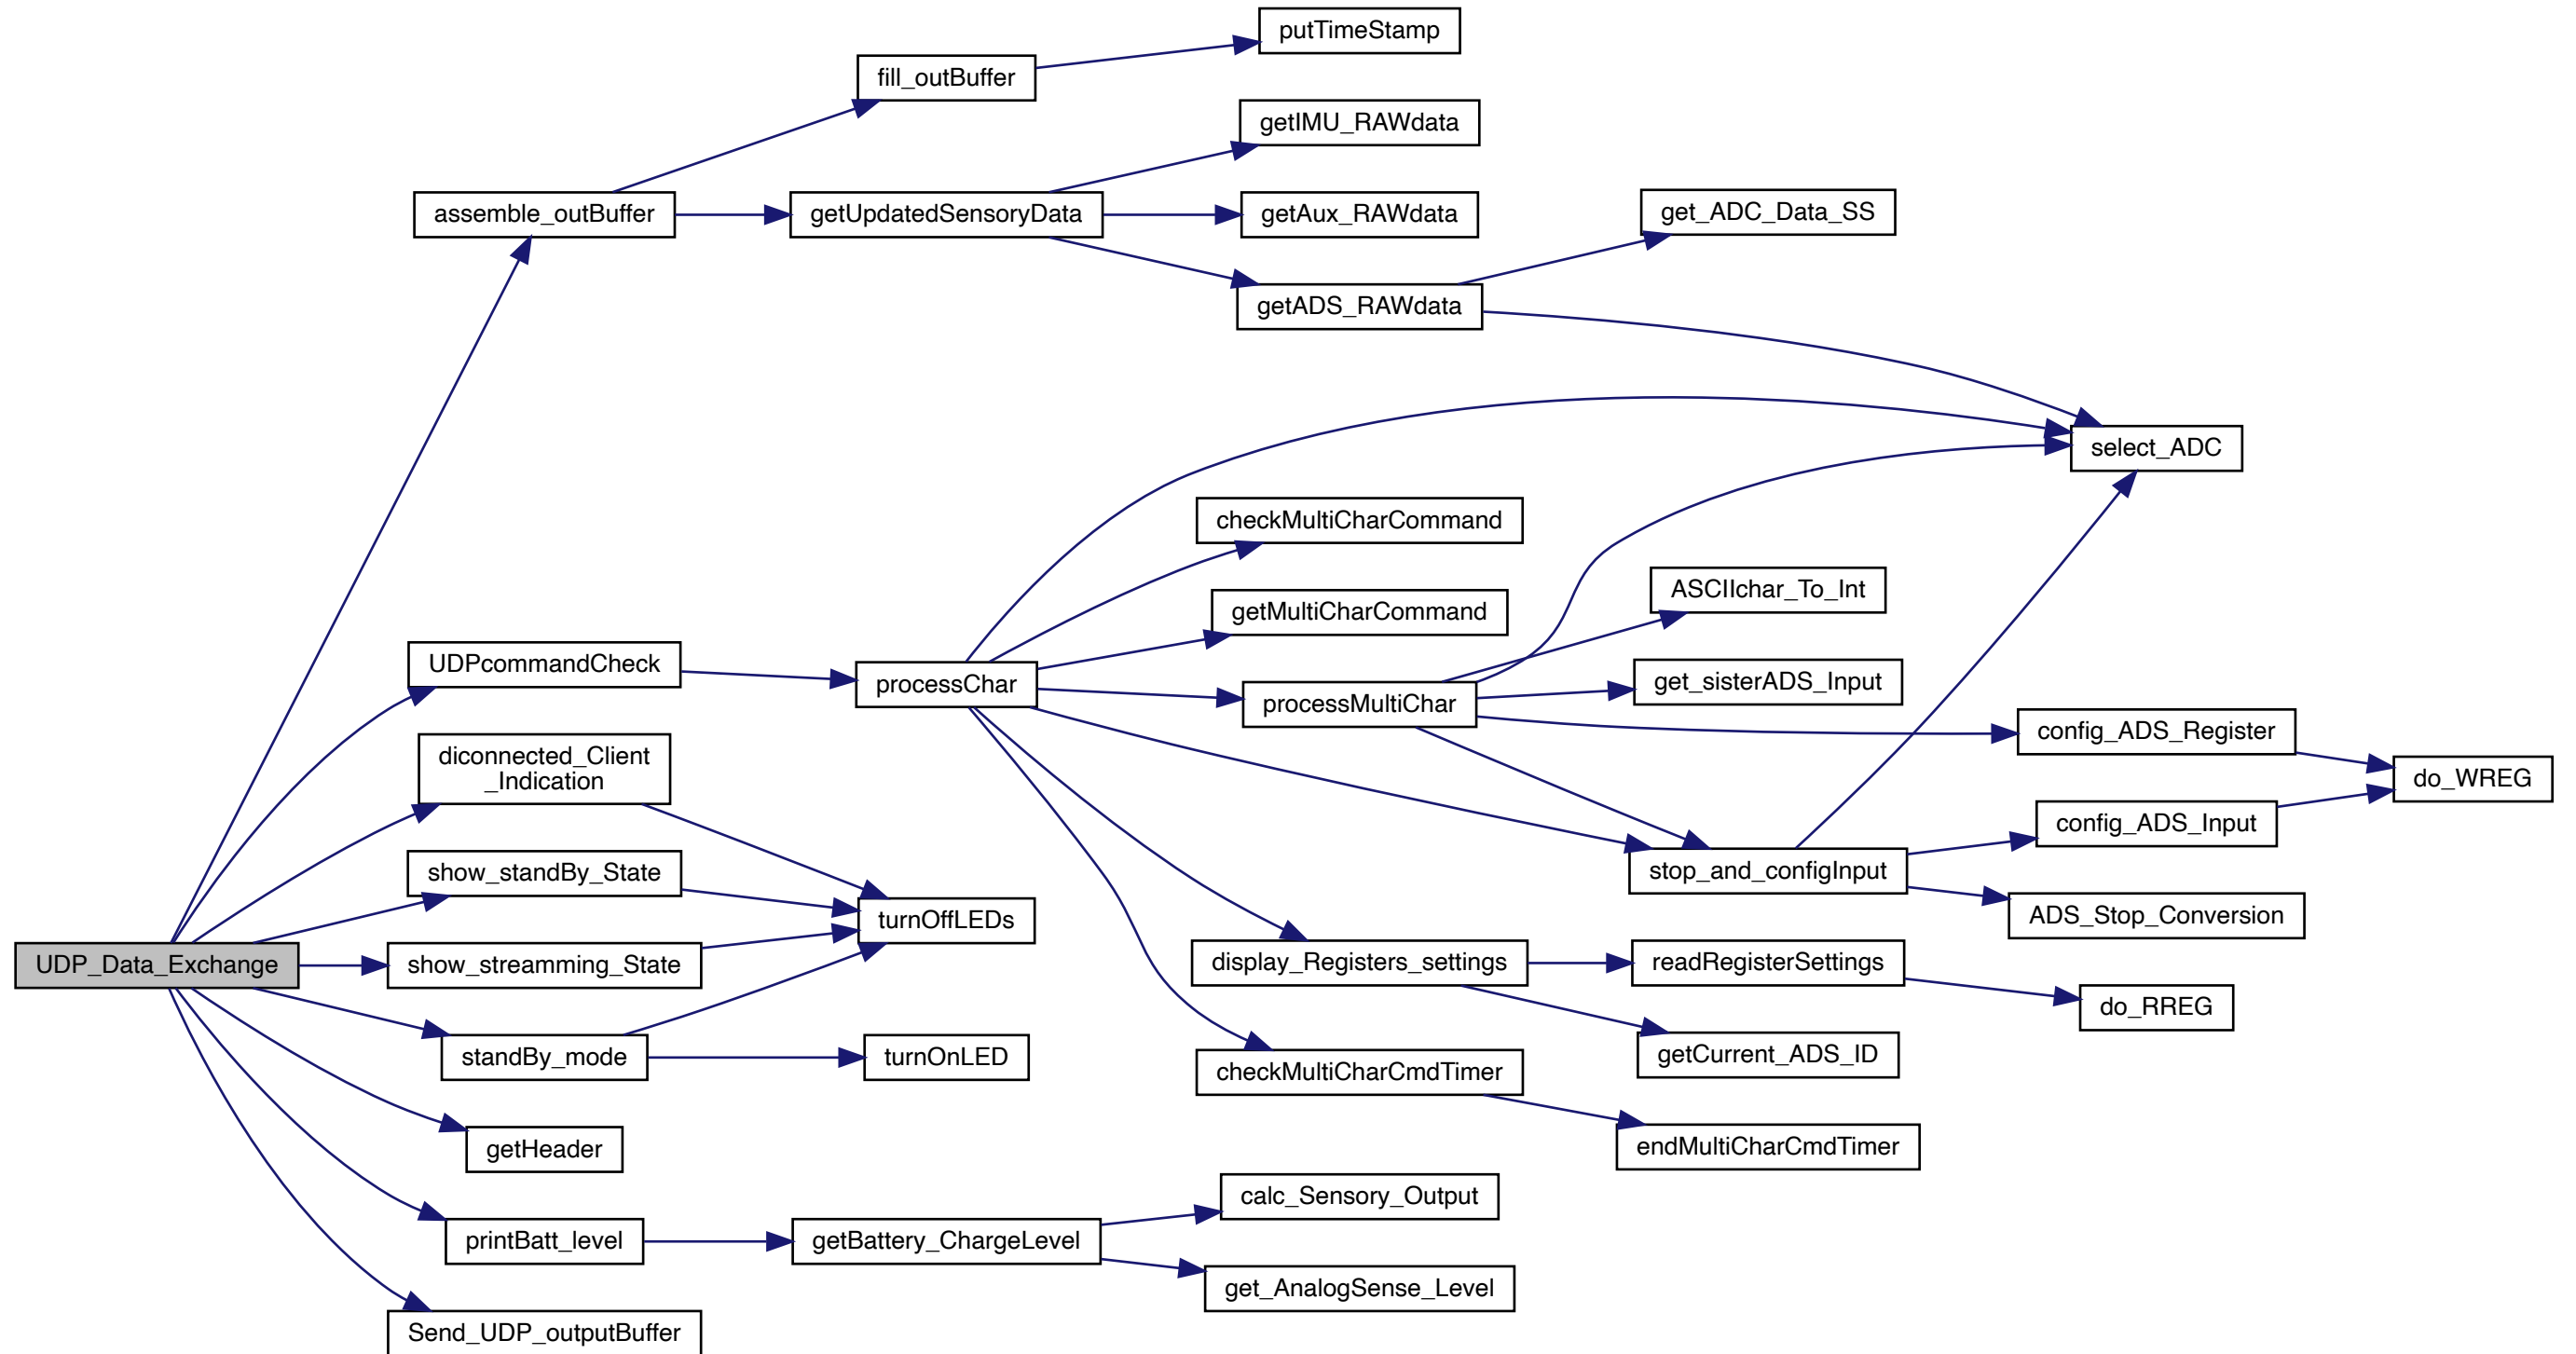 putTimeStamp
fill_outBuffer
getIMU_RAWdata
assemble_outBuffer
getUpdatedSensoryData
getAux_RAWdata
get_ADC_Data_SS
getADS_RAWdata
select_ADC
checkMultiCharCommand
ASCIIchar_To_Int
getMultiCharCommand
UDPcommandCheck
processChar
get_sisterADS_Input
processMultiChar
config_ADS_Register
diconnected_Client
_Indication
do_WREG
config_ADS_Input
show_standBy_State
stop_and_configInput
turnOffLEDs
ADS_Stop_Conversion
UDP_Data_Exchange
show_streamming_State
display_Registers_settings
readRegisterSettings
do_RREG
standBy_mode
turnOnLED
getCurrent_ADS_ID
checkMultiCharCmdTimer
getHeader
endMultiCharCmdTimer
calc_Sensory_Output
printBatt_level
getBattery_ChargeLevel
get_AnalogSense_Level
Send_UDP_outputBuffer